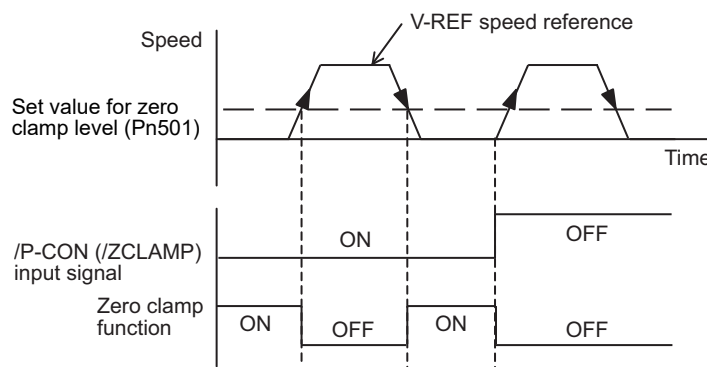 V-REF speed reference
Speed
Set value for zero
clamp level (Pn501)
Time
/P-CON (/ZCLAMP)
input signal
ON
OFF
Zero clamp
function
ON
OFF
ON
OFF